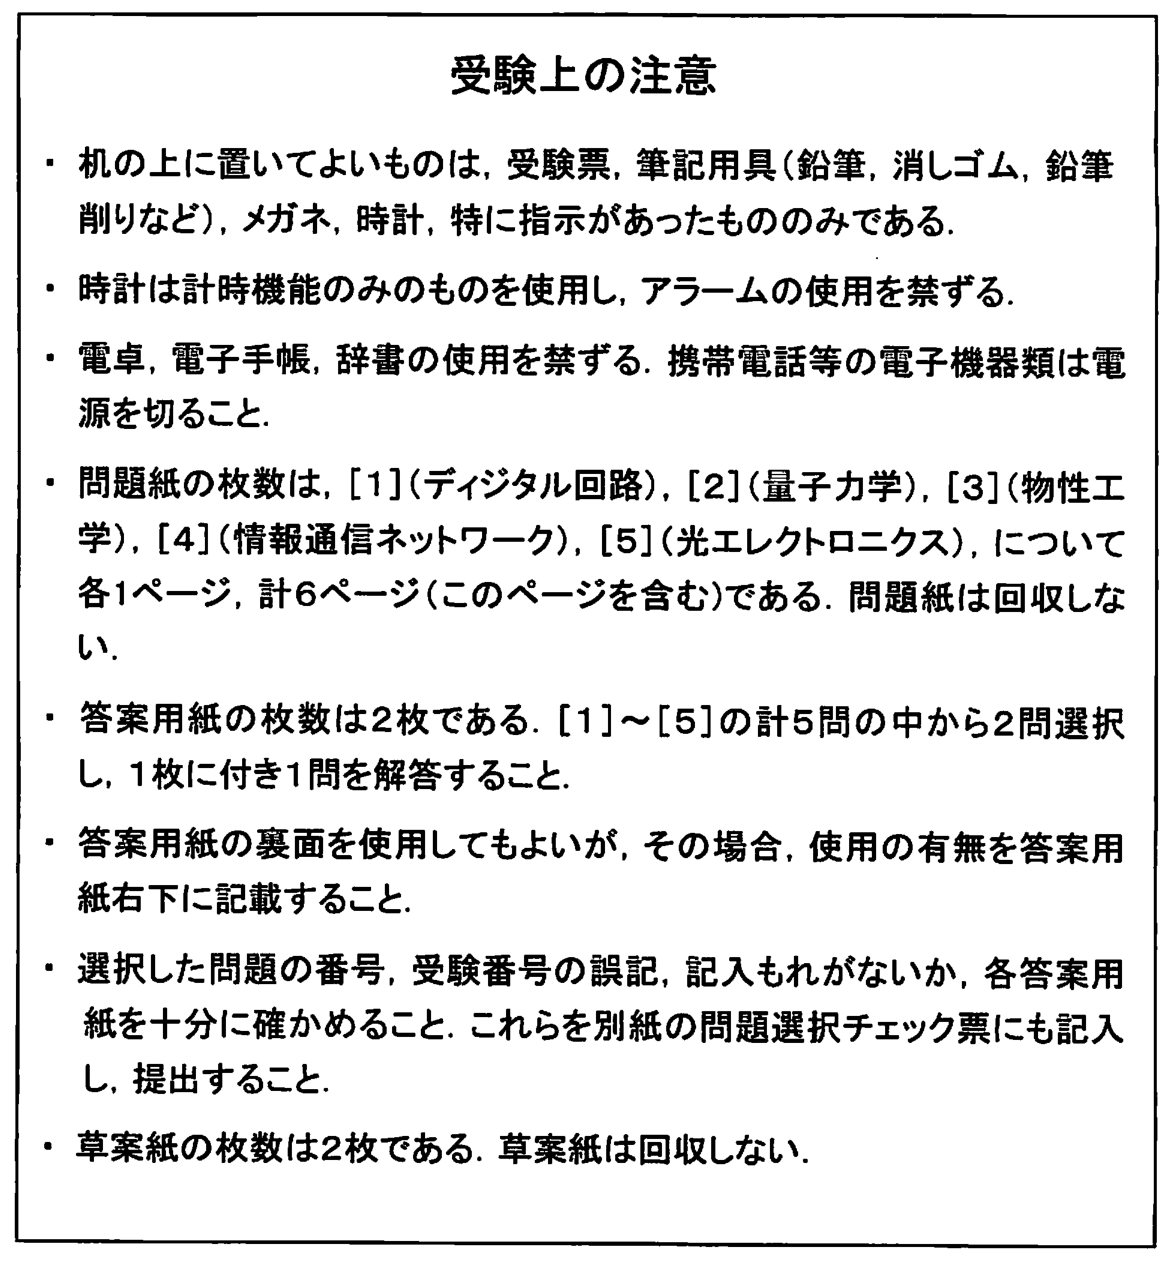 受験上の注意
・ 机の上に置いてよいものは, 受験票, 筆記用具(鉛筆, 消しゴム, 鉛筆
削りなど), メガネ, 時計, 特に指示があったもののみである.
・ 時計は計時機能のみのものを使用し, アラームの使用を禁ずる.
・ 電卓, 電子手帳, 辞書の使用を禁ずる. 携帯電話等の電子機器類は電
源を切ること.
・ 問題紙の枚数は, [1](ディジタル回路), [2](量子力学), [3](物性工
学), [4](情報通信ネットワーク), [5](光エレクトロニクス), について
各1ページ, 計6ページ(このページを含む)である. 問題紙は回収しな
い.
・ 答案用紙の枚数は2枚である. [1]～[5]の計5問の中から2問選択
し, 1枚に付き1問を解答すること.
・ 答案用紙の裏面を使用してもよいが, その場合, 使用の有無を答案用
紙右下に記載すること.
・ 選択した問題の番号, 受験番号の誤記, 記入もれがないか, 各答案用
紙を十分に確かめること. これらを別紙の問題選択チェック票にも記入
し, 提出すること.
・ 草案紙の枚数は2枚である. 草案紙は回収しない.